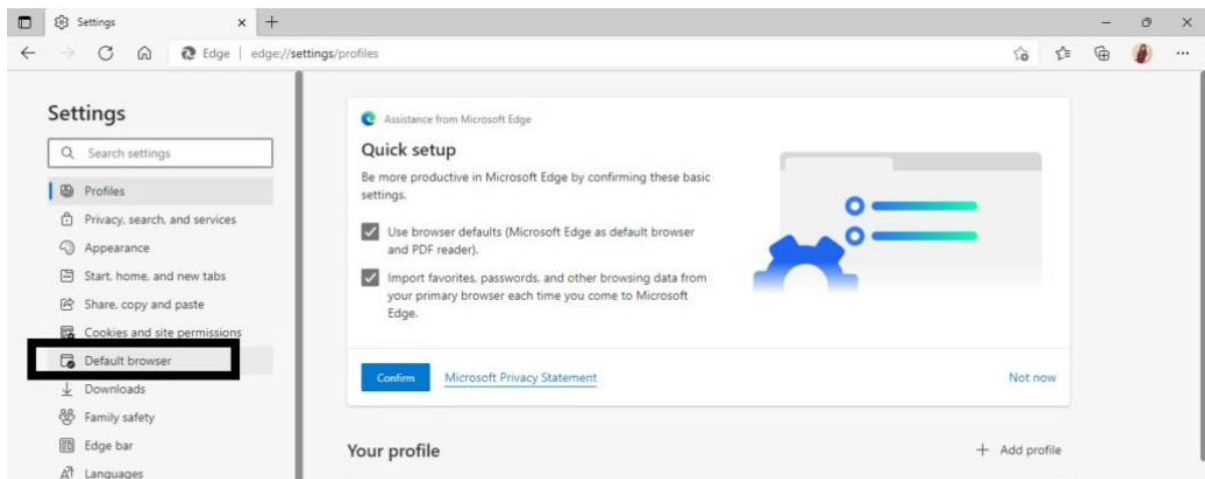 Settings
Edge | edge://settings/profiles
Settings
Search settings
Profiles
Privacy, search, and services
Appearance
Start, home, and new tabs
Share, copy and paste
Cookies and site permissions
Default browser
Downloads
Family safety
Edge bar
Languages
Assistance from Microsoft Edge
Quick setup
Be more productive in Microsoft Edge by confirming these basic
settings.
Use browser defaults (Microsoft Edge as default browser
and PDF reader).
Import favorites, passwords, and other browsing data from
your primary browser each time you come to Microsoft
Edge.
Confirm
Microsoft Privacy Statement
Not now
Your profile
Add profile